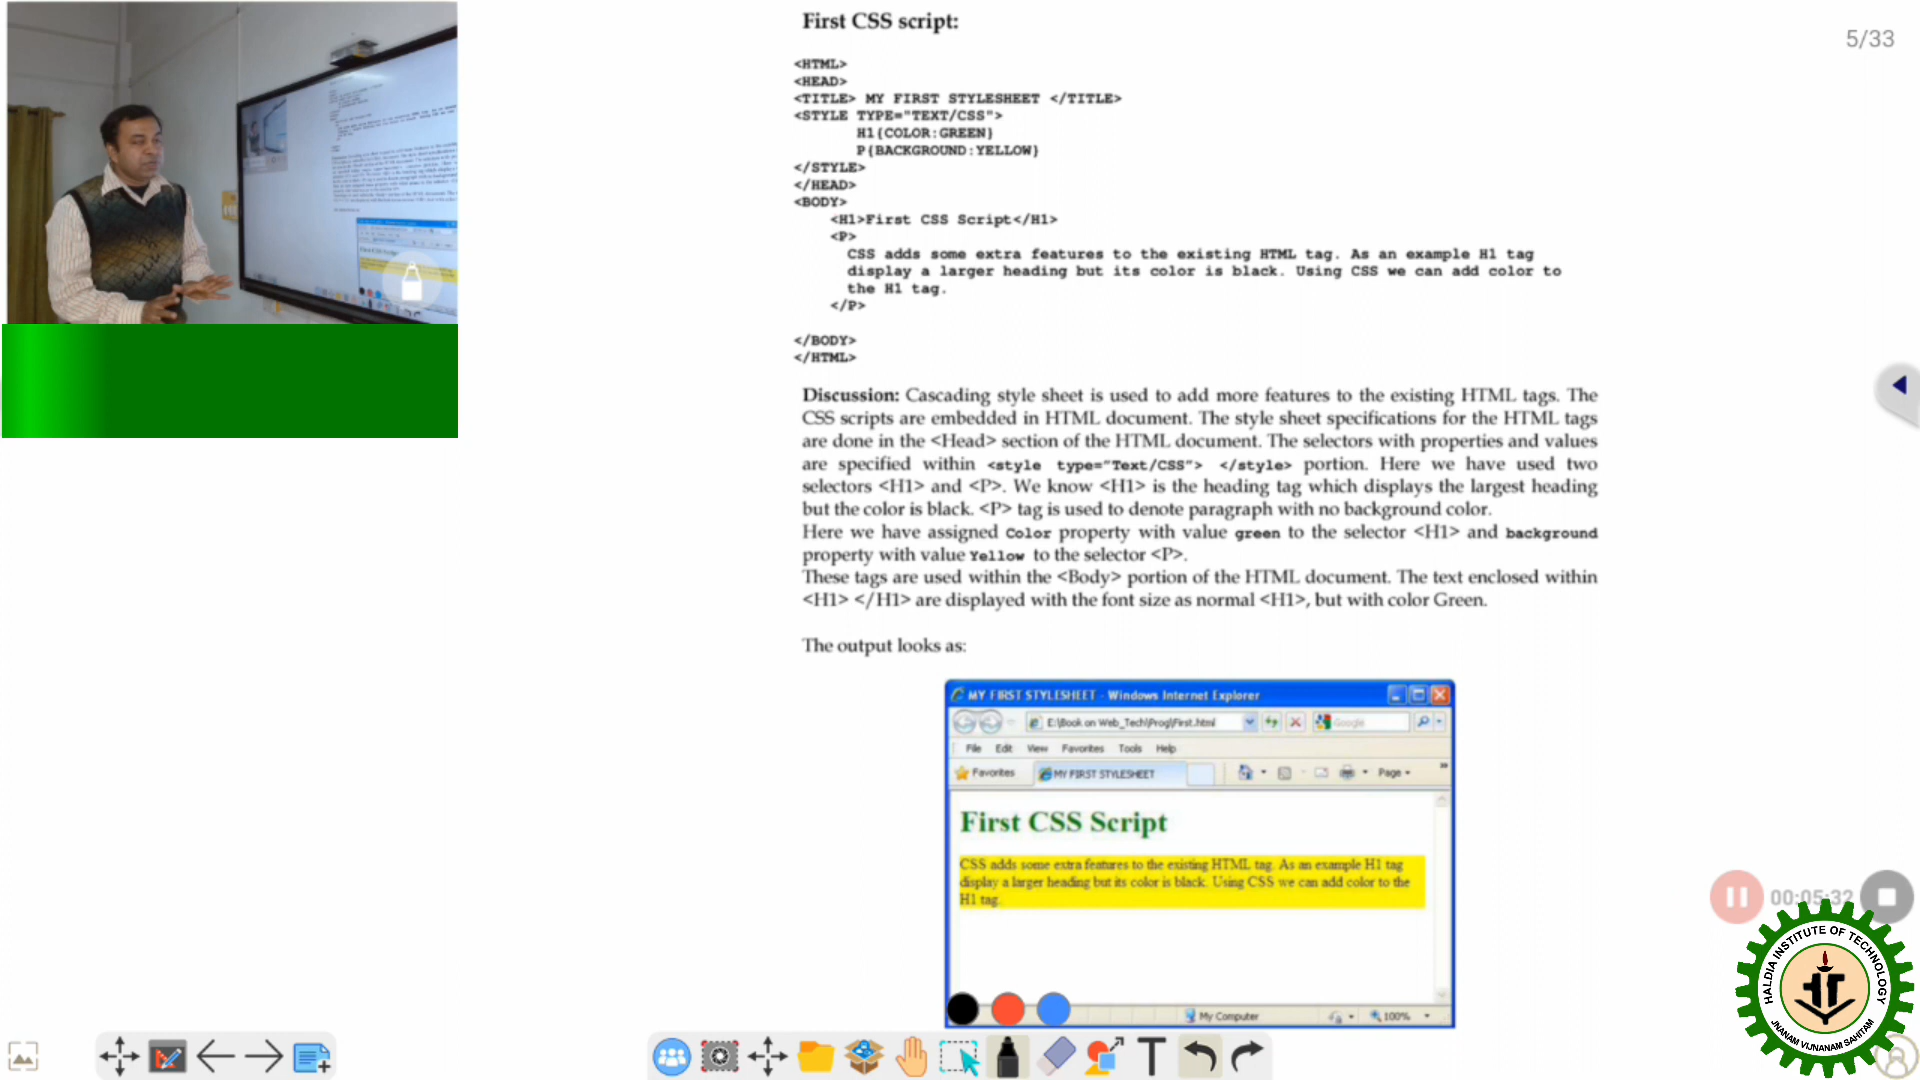 First CSS script:
5/33
<HTML>
<HEAD>
<TITLE> MY FIRST STYLESHEET </TITLE>
<STYLE TYPE="TEXT/CSS">
H1{COLOR:GREEN}
P{BACKGROUND:YELLOW}
</STYLE>
</HEAD>
<BODY>
<H1>First CSS Script</H1>
<P>
CSS adds some extra features to the existing HTML tag. As an example H1 tag
display a larger heading but its color is black. Using CSS we can add color to
the H1 tag.
</P>
</BODY>
</HTML>
Discussion: Cascading style sheet is used to add more features to the existing HTML tags. The
CSS scripts are embedded in HTML document. The style sheet specifications for the HTML tags
are done in the <Head> section of the HTML document. The selectors with properties and values
are specified within <style type="Text/CSS"> </style> portion. Here we have used two
selectors <H1> and <P>. We know <H1> is the heading tag which displays the largest heading
but the color is black. <P> tag is used to denote paragraph with no background color.
Here we have assigned Color property with value green to the selector <H1> and background
property with value Yellow to the selector <P>.
These tags are used within the <Body> portion of the HTML document. The text enclosed within
<H1> </H1> are displayed with the font size as normal <H1>, but with color Green.
The output looks as:
MY FIRST STYLESHEET - Windows Internet Explorer
E:\Book on Web_Tech\Prog\First.html
Google
File Edit View Favorites Tools Help
Favorites MY FIRST STYLESHEET Page
First CSS Script
CSS adds some extra features to the existing HTML tag. As an example H1 tag
display a larger heading but its color is black. Using CSS we can add color to the
H1 tag.
My Computer 100%
00:05:32
HALDIA INSTITUTE OF TECHNOLOGY
JNANAM VIJNANAM SAHITAM
T